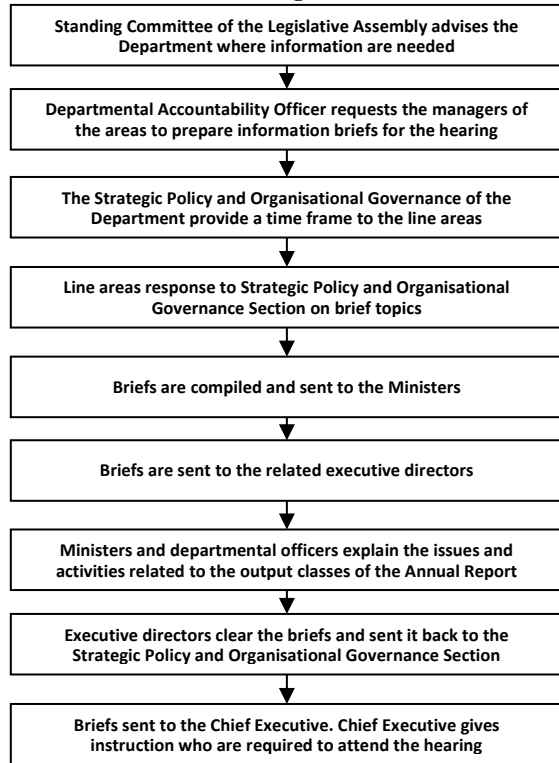 Standing Committee of the Legislative Assembly advises the
Department where information are needed
Departmental Accountability Officer requests the managers of
the areas to prepare information briefs for the hearing
The Strategic Policy and Organisational Governance of the
Department provide a time frame to the line areas
Line areas response to Strategic Policy and Organisational
Governance Section on brief topics
Briefs are compiled and sent to the Ministers
Briefs are sent to the related executive directors
Ministers and departmental officers explain the issues and
activities related to the output classes of the Annual Report
Executive directors clear the briefs and sent it back to the
Strategic Policy and Organisational Governance Section
Briefs sent to the Chief Executive. Chief Executive gives
instruction who are required to attend the hearing